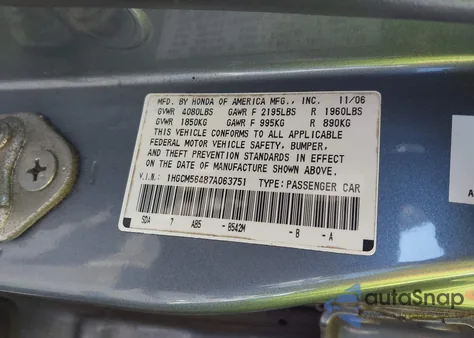 MFD. BY HONDA OF AMERICA MFG., INC. 11/06
GVWR 4080LBS GAWR F 2195LBS R 1960LBS
GVWR 1850KG GAWR F 995KG R 890KG
THIS VEHICLE CONFORMS TO ALL APPLICABLE
FEDERAL MOTOR VEHICLE SAFETY, BUMPER,
AND THEFT PREVENTION STANDARDS IN EFFECT
ON THE DATE OF MANUFACTURE SHOWN ABOVE.
V.I.N.: 1HGCM56487A063751 TYPE: PASSENGER CAR
SDA 7 AB5 - B542M - B - A
A
autoSnap